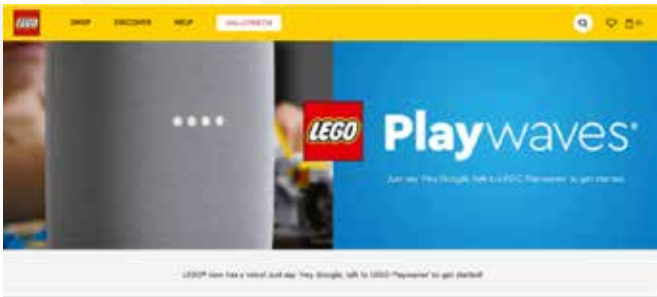 LEGO
SHOP
DISCOVER
HELP
LEGO
Playwaves
Just say 'Hey Google, talk to LEGO Playwaves' to get started.
LEGO® now has a voice! Just say 'Hey Google, talk to LEGO Playwaves' to get started!